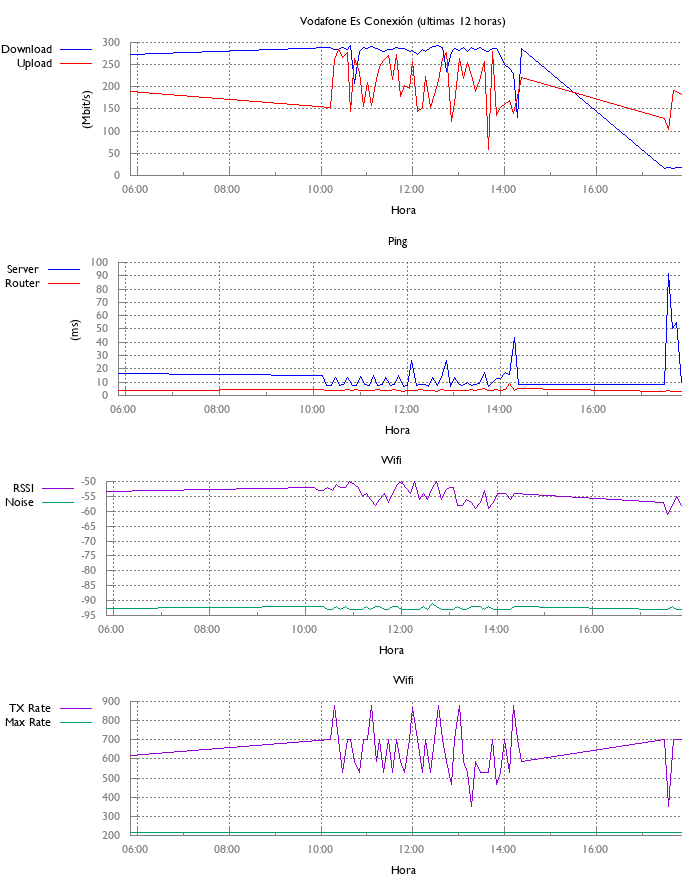 Vodafone Es Conexión (ultimas 12 horas)
Download
Upload
(Mbit/s)
300
250
200
150
100
50
0
06:00 08:00 10:00 12:00 14:00 16:00
Hora
Ping
Server
Router
(ms)
100
90
80
70
60
50
40
30
20
10
0
06:00 08:00 10:00 12:00 14:00 16:00
Hora
Wifi
RSSI
Noise
-50
-55
-60
-65
-70
-75
-80
-85
-90
-95
06:00 08:00 10:00 12:00 14:00 16:00
Hora
Wifi
TX Rate
Max Rate
900
800
700
600
500
400
300
200
06:00 08:00 10:00 12:00 14:00 16:00
Hora